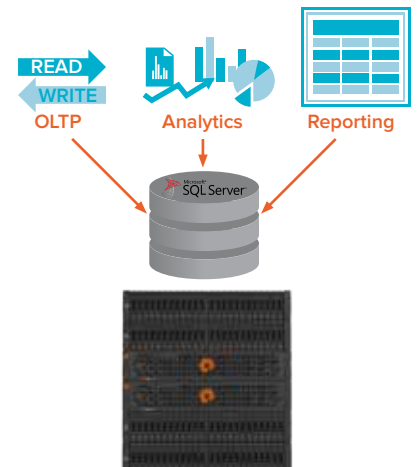 READ
WRITE
OLTP
Analytics
Reporting
Microsoft
SQL Server